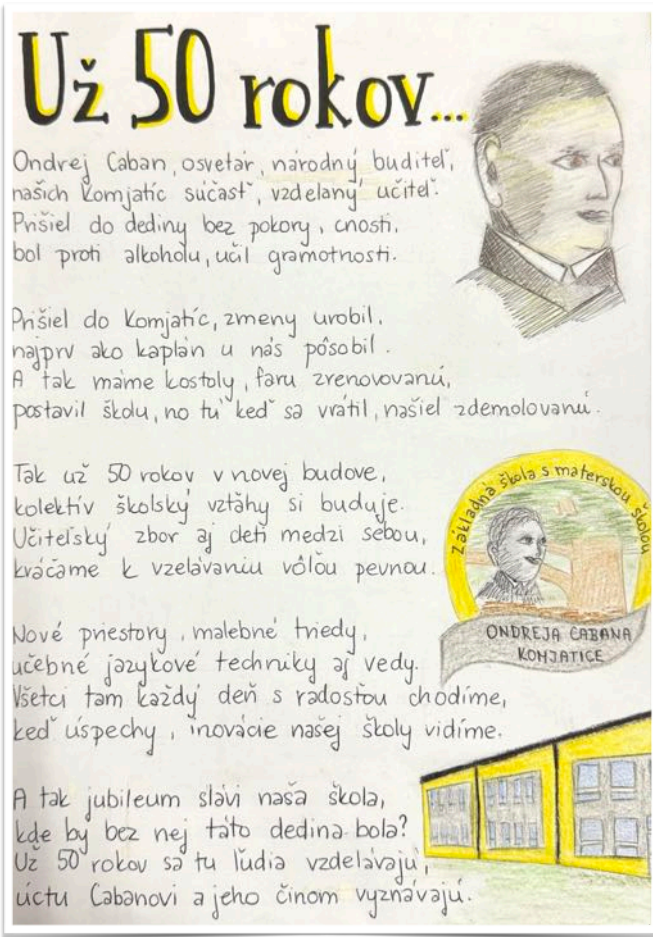 Už 50 rokov...
Ondrej Caban, osvetár, národný buditeľ,
našich Komjatíc súčasť, vzdelaný učiteľ.
Prišiel do dediny bez pokory, cnosti,
bol proti alkoholu, učil gramotnosti.
Prišiel do Komjatíc, zmeny urobil,
najprv ako kaplán u nás pôsobil.
A tak máme kostoly, faru zrenovovanú,
postavil školu, no tú keď sa vrátil, našiel zdemolovanú.
Tak už 50 rokov v novej budove,
kolektív školský vzťahy si buduje.
Učiteľský zbor aj deti medzi sebou,
kráčame k vzelávaniu vôľou pevnou.
Základná škola s materskou školou
ONDREJA CABANA
KOMJATICE
Nové priestory, malebné triedy,
učebné jazykové techniky aj vedy.
Všetci tam každý deň s radosťou chodíme,
keď úspechy, inovácie našej školy vidíme.
A tak jubileum slávi naša škola,
kde by bez nej táto dedina bola?
Už 50 rokov sa tu ľudia vzdelávajú,
úctu Cabanovi a jeho činom vyznávajú.